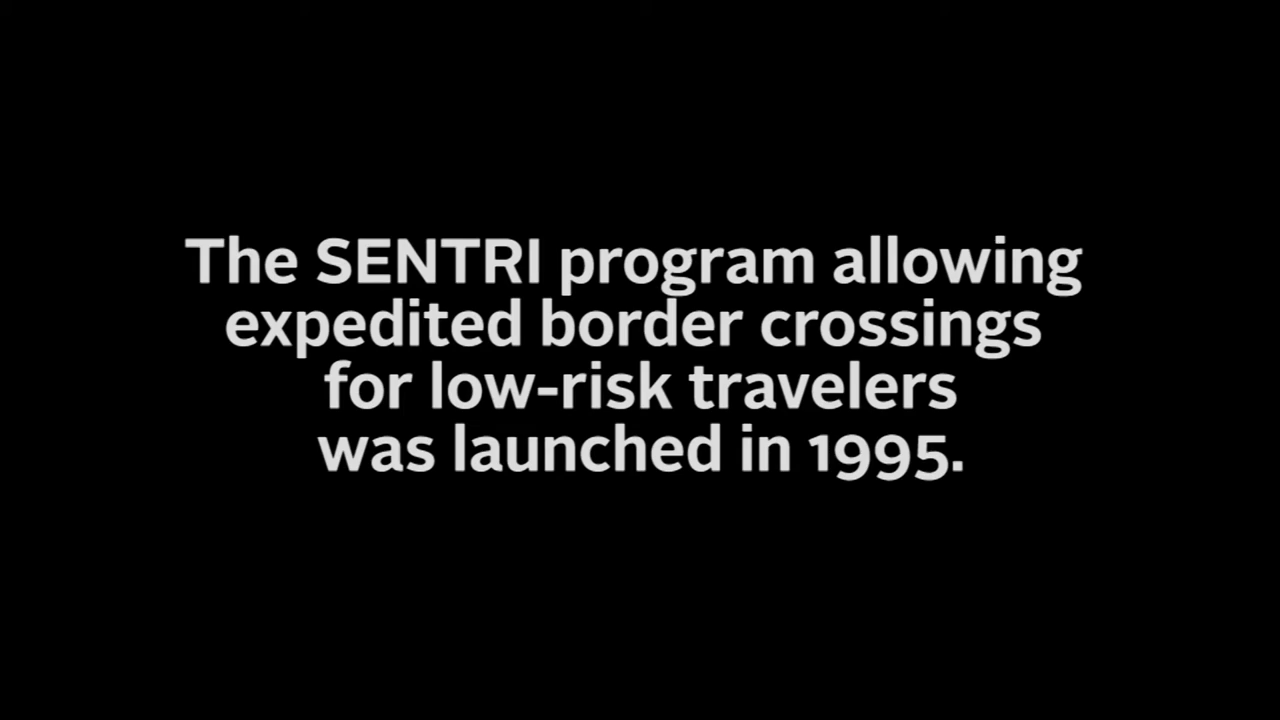 The SENTRI program allowing
expedited border crossings
for low-risk travelers
was launched in 1995.